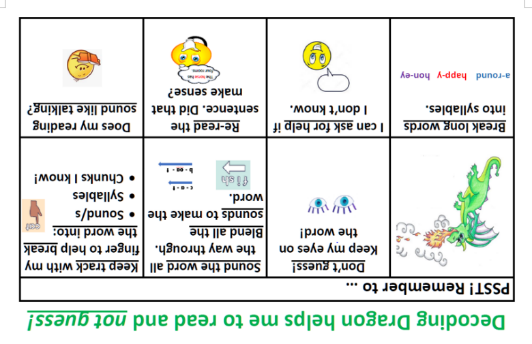 Decoding Dragon helps me to read and not guess!
PSST! Remember to ...
Don't guess!
Keep my eyes on
the word!
Sound the word all
the way through.
Blend all the
sounds to make the
word.
c - o - t
b - oa - t
Keep track with my
finger to help break
the word into:
• Sound/s
• Syllables
• Chunks I know!
Break long words
into syllables.
a-round happ-y hon-ey
I can ask for help if
I don't know.
Re-read the
sentence. Did that
make sense?
Does my reading
sound like talking?